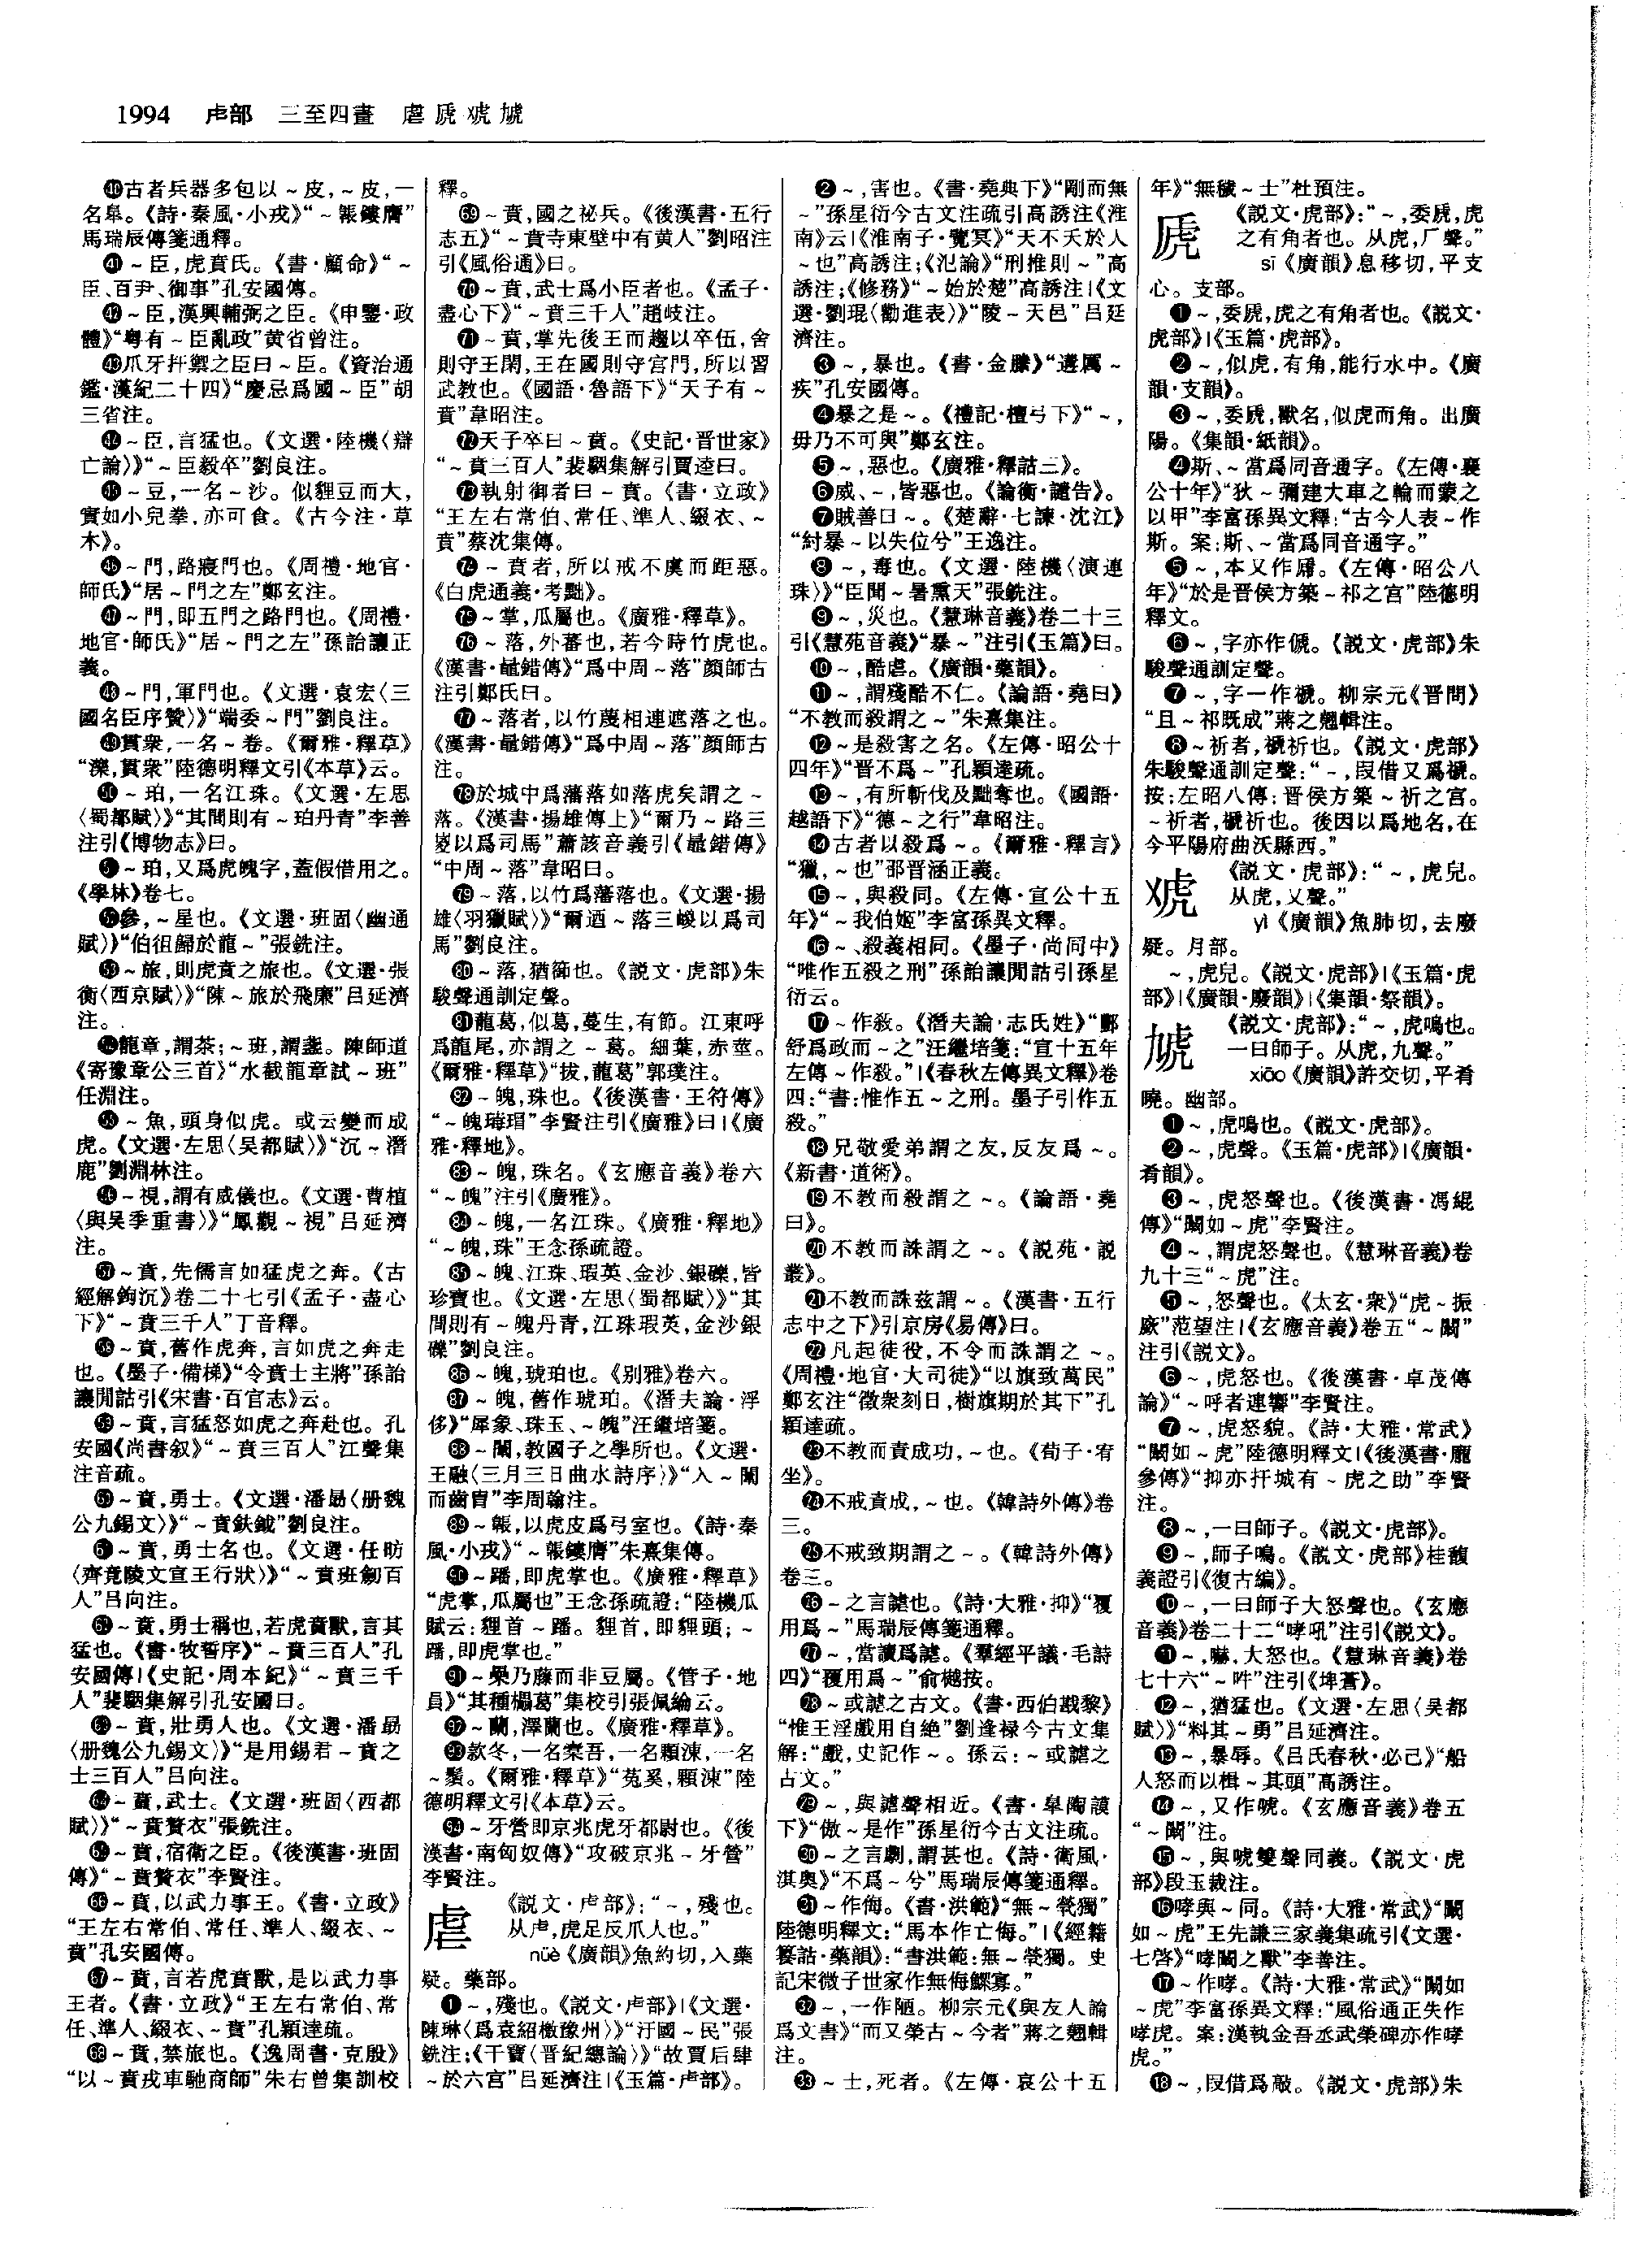 1994 虍部 三至四畫 虐虒虓
㊵古者兵器多包以～皮，～皮，一
名皋。《詩·秦風·小戎》“～韔鏤膺”
馬瑞辰傳箋通釋。
㊶～臣，虎賁氏。《書·顧命》“～
臣、百尹、御事”孔安國傳。
㊷～臣，漢興輔弼之臣。《申鑒·政
體》“粵有～臣亂政”黄省曾注。
㊸爪牙扞禦之臣曰～臣。《資治通
鑑·漢紀二十四》“慶忌爲國～臣”胡
三省注。
㊹～臣，言猛也。《文選·陸機〈辯
亡論〉》“～臣毅卒”劉良注。
㊺～豆，一名～沙。似貍豆而大，
實如小兒拳，亦可食。《古今注·草
木》。
㊻～門，路寢門也。《周禮·地官·
師氏》“居～門之左”鄭玄注。
㊼～門，即五門之路門也。《周禮·
地官·師氏》“居～門之左”孫詒讓正
義。
㊽～門，軍門也。《文選·袁宏〈三
國名臣序贊〉》“端委～門”劉良注。
㊾貫衆，一名～卷。《爾雅·釋草》
“濼，貫衆”陸德明釋文引《本草》云。
㊿～珀，一名江珠。《文選·左思
〈蜀都賦〉》“其間則有～珀丹青”李善
注引《博物志》曰。
51～珀，又爲虎魄字，蓋假借用之。
《學林》卷七。
52參，～星也。《文選·班固〈幽通
賦〉》“伯徂歸於龍～”張銑注。
53～旅，則虎賁之旅也。《文選·張
衡〈西京賦〉》“陳～旅於飛廉”吕延濟
注。
54龍章，謂茶；～班，謂盞。陳師道
《寄豫章公三首》“水截龍章試～班”
任淵注。
55～魚，頭身似虎。或云變而成
虎。《文選·左思〈吴都賦〉》“沉～潛
鹿”劉淵林注。
56～視，謂有威儀也。《文選·曹植
〈與吴季重書〉》“鳳觀～視”吕延濟
注。
57～賁，先儒言如猛虎之奔。《古
經解鉤沉》卷二十七引《孟子·盡心
下》“～賁三千人”丁音釋。
58～賁，舊作虎奔，言如虎之奔走
也。《墨子·備梯》“令賁士主將”孫詒
讓閒詁引《宋書·百官志》云。
59～賁，言猛怒如虎之奔赴也。孔
安國《尚書叙》“～賁三百人”江聲集
注音疏。
60～賁，勇士。《文選·潘勗〈册魏
公九錫文〉》“～賁鈇鉞”劉良注。
61～賁，勇士名也。《文選·任昉
〈齊竟陵文宣王行狀〉》“～賁班劍百
人”吕向注。
62～賁，勇士稱也，若虎賁獸，言其
猛也。《書·牧誓序》“～賁三百人”孔
安國傳|《史記·周本紀》“～賁三千
人”裴駰集解引孔安國曰。
63～賁，壯勇人也。《文選·潘勗
〈册魏公九錫文〉》“是用錫君～賁之
士三百人”吕向注。
64～賁，武士。《文選·班固〈西都
賦〉》“～賁贅衣”張銑注。
65～賁，宿衛之臣。《後漢書·班固
傳》“～賁贅衣”李賢注。
66～賁，以武力事王。《書·立政》
“王左右常伯、常任、準人、綴衣、～
賁”孔安國傳。
67～賁，言若虎賁獸，是以武力事
王者。《書·立政》“王左右常伯、常
任、準人、綴衣、～賁”孔穎達疏。
68～賁，禁旅也。《逸周書·克殷》
“以～賁戎車馳商師”朱右曾集訓校
釋。
69～賁，國之祕兵。《後漢書·五行
志五》“～賁寺東壁中有黄人”劉昭注
引《風俗通》曰。
70～賁，武士爲小臣者也。《孟子·
盡心下》“～賁三千人”趙岐注。
71～賁，掌先後王而趨以卒伍，舍
則守王閑，王在國則守宫門，所以習
武教也。《國語·魯語下》“天子有～
賁”韋昭注。
72天子卒曰～賁。《史記·晋世家》
“～賁三百人”裴駰集解引賈逵曰。
73執射御者曰～賁。《書·立政》
“王左右常伯、常任、準人、綴衣、～
賁”蔡沈集傳。
74～賁者，所以戒不虞而距惡。
《白虎通義·考黜》。
75～掌，瓜屬也。《廣雅·釋草》。
76～落，外蕃也，若今時竹虎也。
《漢書·鼂錯傳》“爲中周～落”顔師古
注引鄭氏曰。
77～落者，以竹蔑相連遮落之也。
《漢書·鼂錯傳》“爲中周～落”顔師古
注。
78於城中爲藩落如落虎矣謂之～
落。《漢書·揚雄傳上》“爾乃～路三
嵏以爲司馬”蕭該音義引《鼂錯傳》
“中周～落”韋昭曰。
79～落，以竹爲藩落也。《文選·揚
雄〈羽獵賦〉》“爾迺～落三嵕以爲司
馬”劉良注。
80～落，猶篽也。《説文·虎部》朱
駿聲通訓定聲。
81龍葛，似葛，蔓生，有節。江東呼
爲龍尾，亦謂之～葛。細葉，赤莖。
《爾雅·釋草》“拔，蘢葛”郭璞注。
82～魄，珠也。《後漢書·王符傳》
“～魄瑇瑁”李賢注引《廣雅》曰|《廣
雅·釋地》。
83～魄，珠名。《玄應音義》卷六
“～魄”注引《廣雅》。
84～魄，一名江珠。《廣雅·釋地》
“～魄，珠”王念孫疏證。
85～魄、江珠、瑕英、金沙、銀礫，皆
珍寶也。《文選·左思〈蜀都賦〉》“其
間則有～魄丹青，江珠瑕英，金沙銀
礫”劉良注。
86～魄，琥珀也。《别雅》卷六。
87～魄，舊作琥珀。《潛夫論·浮
侈》“犀象、珠玉、～魄”汪繼培箋。
88～闈，教國子之學所也。《文選·
王融〈三月三日曲水詩序〉》“入～闈
而齒胄”李周翰注。
89～韔，以虎皮爲弓室也。《詩·秦
風·小戎》“～韔鏤膺”朱熹集傳。
90～蹯，即虎掌也。《廣雅·釋草》
“虎掌，瓜屬也”王念孫疏證：“陸機瓜
賦云：貍首～蹯。貍首，即貍頭；～
蹯，即虎掌也。”
91～櫐乃藤而非豆屬。《管子·地
員》“其種櫑葛”集校引張佩綸云。
92～蘭，澤蘭也。《廣雅·釋草》。
93款冬，一名橐吾，一名顆涷，一名
～鬚。《爾雅·釋草》“菟奚，顆涷”陸
德明釋文引《本草》云。
94～牙營即京兆虎牙都尉也。《後
漢書·南匈奴傳》“攻破京兆～牙營”
李賢注。
虐 《説文·虍部》：“～，殘也。
从虍，虎足反爪人也。”
nüè《廣韻》魚約切，入藥
疑。藥部。
❶～，殘也。《説文·虍部》|《文選·
陳琳〈爲袁紹檄豫州〉》“汙國～民”張
銑注；《干寶〈晋紀總論〉》“故賈后肆
～於六宫”吕延濟注|《玉篇·虍部》。
❷～，害也。《書·堯典下》“剛而無
～”孫星衍今古文注疏引高誘注《淮
南》云|《淮南子·覽冥》“天不夭於人
～也”高誘注；《氾論》“刑推則～”高
誘注；《修務》“～始於楚”高誘注|《文
選·劉琨〈勸進表〉》“陵～天邑”吕延
濟注。
❸～，暴也。《書·金縢》“遘厲～
疾”孔安國傳。
❹暴之是～。《禮記·檀弓下》“～，
毋乃不可與”鄭玄注。
❺～，惡也。《廣雅·釋詁三》。
❻威、～，皆惡也。《論衡·譴告》。
❼賊善曰～。《楚辭·七諫·沈江》
“紂暴～以失位兮”王逸注。
❽～，毒也。《文選·陸機〈演連
珠〉》“臣聞～暑熏天”張銑注。
❾～，災也。《慧琳音義》卷二十三
引《慧苑音義》“暴～”注引《玉篇》曰。
❿～，酷虐。《廣韻·藥韻》。
⓫～，謂殘酷不仁。《論語·堯曰》
“不教而殺謂之～”朱熹集注。
⓬～是殺害之名。《左傳·昭公十
四年》“晋不爲～”孔穎達疏。
⓭～，有所斬伐及黜奪也。《國語·
越語下》“德～之行”韋昭注。
⓮古者以殺爲～。《爾雅·釋言》
“獵，～也”邵晋涵正義。
⓯～，與殺同。《左傳·宣公十五
年》“～我伯姬”李富孫異文釋。
⓰～、殺義相同。《墨子·尚同中》
“唯作五殺之刑”孫詒讓閒詁引孫星
衍云。
⓱～作殺。《潛夫論·志氏姓》“酆
舒爲政而～之”汪繼培箋：“宣十五年
左傳～作殺。”|《春秋左傳異文釋》卷
四：“書：惟作五～之刑。墨子引作五
殺。”
⓲兄敬愛弟謂之友，反友爲～。
《新書·道術》。
⓳不教而殺謂之～。《論語·堯
曰》。
⓴不教而誅謂之～。《説苑·説
叢》。
21不教而誅兹謂～。《漢書·五行
志中之下》引京房《易傳》曰。
22凡起徒役，不令而誅謂之～。
《周禮·地官·大司徒》“以旗致萬民”
鄭玄注“徵衆刻日，樹旗期於其下”孔
穎達疏。
23不教而責成功，～也。《荀子·宥
坐》。
24不戒責成，～也。《韓詩外傳》卷
三。
25不戒致期謂之～。《韓詩外傳》
卷三。
26～之言謔也。《詩·大雅·抑》“覆
用爲～”馬瑞辰傳箋通釋。
27～，當讀爲謔。《羣經平議·毛詩
四》“覆用爲～”俞樾按。
28～或謔之古文。《書·西伯戡黎》
“惟王淫戲用自絶”劉逢禄今古文集
解：“戲，史記作～。孫云：～或謔之
古文。”
29～，與謔聲相近。《書·皋陶謨
下》“傲～是作”孫星衍今古文注疏。
30～之言劇，謂甚也。《詩·衛風·
淇奥》“不爲～兮”馬瑞辰傳箋通釋。
31～作侮。《書·洪範》“無～煢獨”
陸德明釋文：“馬本作亡侮。”|《經籍
籑詁·藥韻》：“書洪範：無～煢獨。史
記宋微子世家作無侮鰥寡。”
32～，一作陋。柳宗元《與友人論
爲文書》“而又榮古～今者”蔣之翹輯
注。
33～士，死者。《左傳·哀公十五
年》“無穢～士”杜預注。
虒 《説文·虎部》：“～，委虒，虎
之有角者也。从虎，厂聲。”
sī《廣韻》息移切，平支
心。支部。
❶～，委虒，虎之有角者也。《説文·
虎部》|《玉篇·虎部》。
❷～，似虎，有角，能行水中。《廣
韻·支韻》。
❸～，委虒，獸名，似虎而角。出廣
陽。《集韻·紙韻》。
❹斯、～當爲同音通字。《左傳·襄
公十年》“狄～彌建大車之輪而蒙之
以甲”李富孫異文釋：“古今人表～作
斯。案：斯、～當爲同音通字。”
❺～，本又作虒。《左傳·昭公八
年》“於是晋侯方築～祁之宫”陸德明
釋文。
❻～，字亦作傂。《説文·虎部》朱
駿聲通訓定聲。
❼～，字一作褫。柳宗元《晋問》
“且～祁既成”蔣之翹輯注。
❽～祈者，褫祈也。《説文·虎部》
朱駿聲通訓定聲：“～，叚借又爲褫。
按：左昭八傳：晋侯方築～祈之宫。
～祈者，褫祈也。後因以爲地名，在
今平陽府曲沃縣西。”
《説文·虎部》：“～，虎皃。
从虎，乂聲。”
yì《廣韻》魚肺切，去廢
疑。月部。
～，虎皃。《説文·虎部》|《玉篇·虎
部》|《廣韻·廢韻》|《集韻·祭韻》。
虓 《説文·虎部》：“～，虎鳴也。
一曰師子。从虎，九聲。”
xiāo《廣韻》許交切，平肴
曉。幽部。
❶～，虎鳴也。《説文·虎部》。
❷～，虎聲。《玉篇·虎部》|《廣韻·
肴韻》。
❸～，虎怒聲也。《後漢書·馮緄
傳》“闞如～虎”李賢注。
❹～，謂虎怒聲也。《慧琳音義》卷
九十三“～虎”注。
❺～，怒聲也。《太玄·衆》“虎～振
廞”范望注|《玄應音義》卷五“～闞”
注引《説文》。
❻～，虎怒也。《後漢書·卓茂傳
論》“～呼者連響”李賢注。
❼～，虎怒貌。《詩·大雅·常武》
“闞如～虎”陸德明釋文|《後漢書·龐
參傳》“抑亦扞城有～虎之助”李賢
注。
❽～，一曰師子。《説文·虎部》。
❾～，師子鳴。《説文·虎部》桂馥
義證引《復古編》。
❿～，一曰師子大怒聲也。《玄應
音義》卷二十二“哮吼”注引《説文》。
⓫～，嚇，大怒也。《慧琳音義》卷
七十六“～吽”注引《埤蒼》。
⓬～，猶猛也。《文選·左思〈吴都
賦〉》“料其～勇”吕延濟注。
⓭～，暴辱。《吕氏春秋·必己》“船
人怒而以楫～其頭”高誘注。
⓮～，又作唬。《玄應音義》卷五
“～闞”注。
⓯～，與唬雙聲同義。《説文·虎
部》段玉裁注。
⓰哮與～同。《詩·大雅·常武》“闞
如～虎”王先謙三家義集疏引《文選·
七啓》“哮闞之獸”李善注。
⓱～作哮。《詩·大雅·常武》“闞如
～虎”李富孫異文釋：“風俗通正失作
哮虎。案：漢執金吾丞武榮碑亦作哮
虎。”
⓲～，叚借爲敲。《説文·虎部》朱